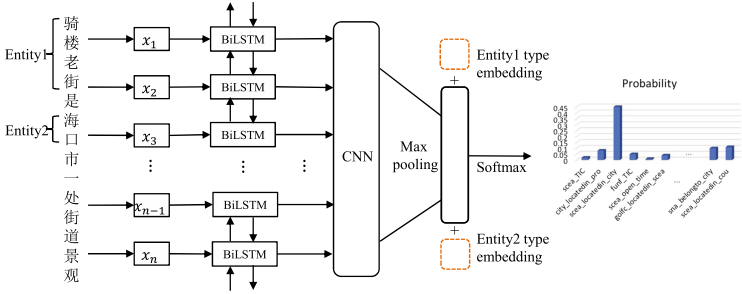 Entity1
Entity2
骑楼老街是海口市一处街道景观
x1
x2
x3
⋮
xn−1
xn
BiLSTM
BiLSTM
BiLSTM
⋮
BiLSTM
BiLSTM
CNN
Max
pooling
Entity1 type
embedding
+
+
Entity2 type
embedding
Softmax
Probability
0.45
0.4
0.35
0.3
0.25
0.2
0.15
0.1
0.05
0
scea_TIC
city_locatedin_pro
scea_locatedin_city
funf_TIC
scea_open_time
golfc_locatedin_scea
...
...
sna_belongto_city
scea_locatedin_cou